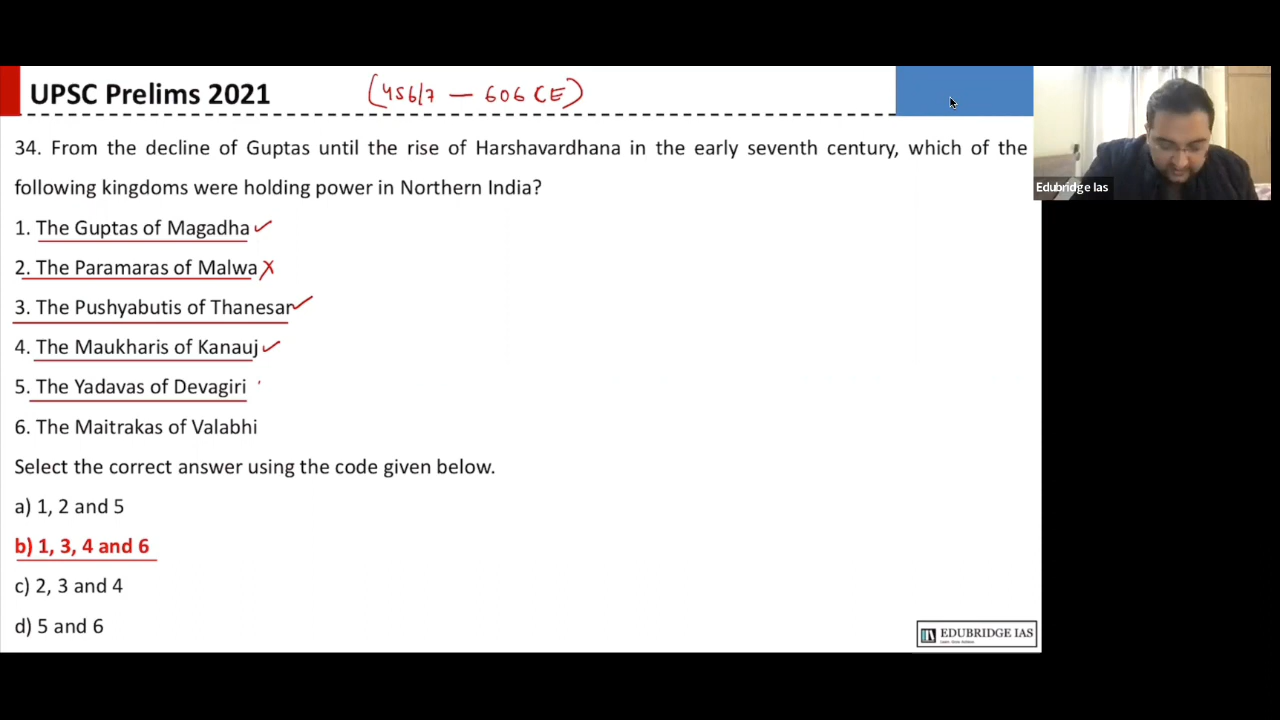 UPSC Prelims 2021 (456/7 — 606 CE)
34. From the decline of Guptas until the rise of Harshavardhana in the early seventh century, which of the
following kingdoms were holding power in Northern India?
1. The Guptas of Magadha
2. The Paramaras of Malwa
3. The Pushyabutis of Thanesar
4. The Maukharis of Kanauj
5. The Yadavas of Devagiri
6. The Maitrakas of Valabhi
Select the correct answer using the code given below.
a) 1, 2 and 5
b) 1, 3, 4 and 6
c) 2, 3 and 4
d) 5 and 6
Edubridge Ias
EDUBRIDGE IAS